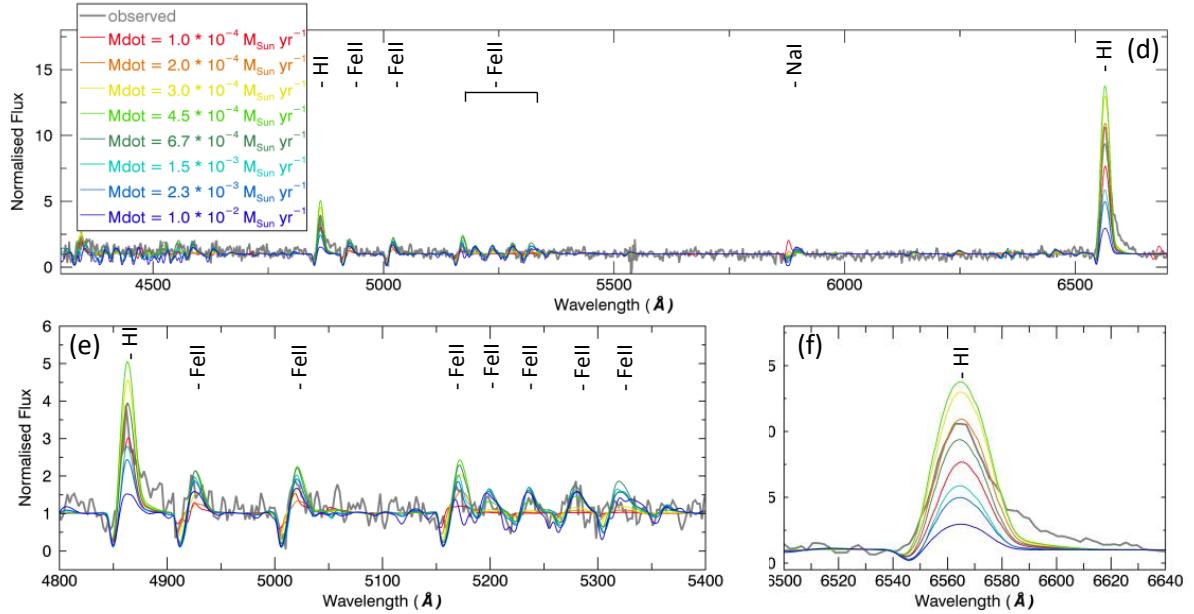 observed
Mdot = 1.0 * 10⁻⁴ M_Sun yr⁻¹
Mdot = 2.0 * 10⁻⁴ M_Sun yr⁻¹
Mdot = 3.0 * 10⁻⁴ M_Sun yr⁻¹
Mdot = 4.5 * 10⁻⁴ M_Sun yr⁻¹
Mdot = 6.7 * 10⁻⁴ M_Sun yr⁻¹
Mdot = 1.5 * 10⁻³ M_Sun yr⁻¹
Mdot = 2.3 * 10⁻³ M_Sun yr⁻¹
Mdot = 1.0 * 10⁻² M_Sun yr⁻¹
HI FeII FeII FeII NaI HI (d)
Normalised Flux
15
10
5
0
4500 5000 5500 6000 6500
Wavelength (Å)
(e) HI FeII FeII FeII FeII FeII FeII FeII
Normalised Flux
6
5
4
3
2
1
0
4800 4900 5000 5100 5200 5300 5400
Wavelength (Å)
HI (f)
5
0
5
0
6500 6520 6540 6560 6580 6600 6620 6640
Wavelength (Å)